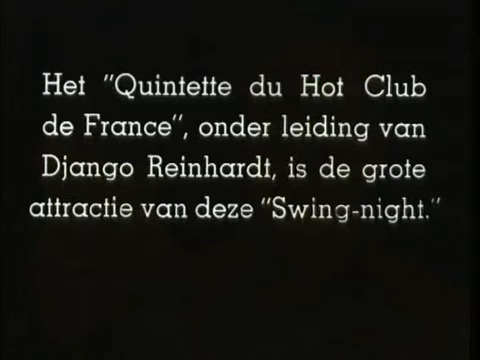 Het "Quintette du Hot Club
de France", onder leiding van
Django Reinhardt, is de grote
attractie van deze "Swing-night."